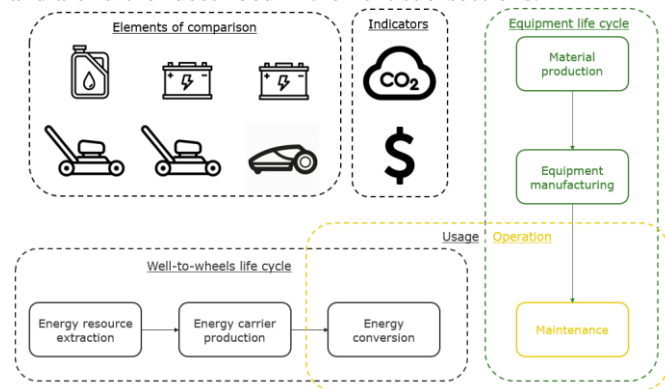 Elements of comparison
Indicators
Equipment life cycle
CO2
$
Material
production
Equipment
manufacturing
Usage
Operation
Well-to-wheels life cycle
Energy resource
extraction
Energy carrier
production
Energy
conversion
Maintenance